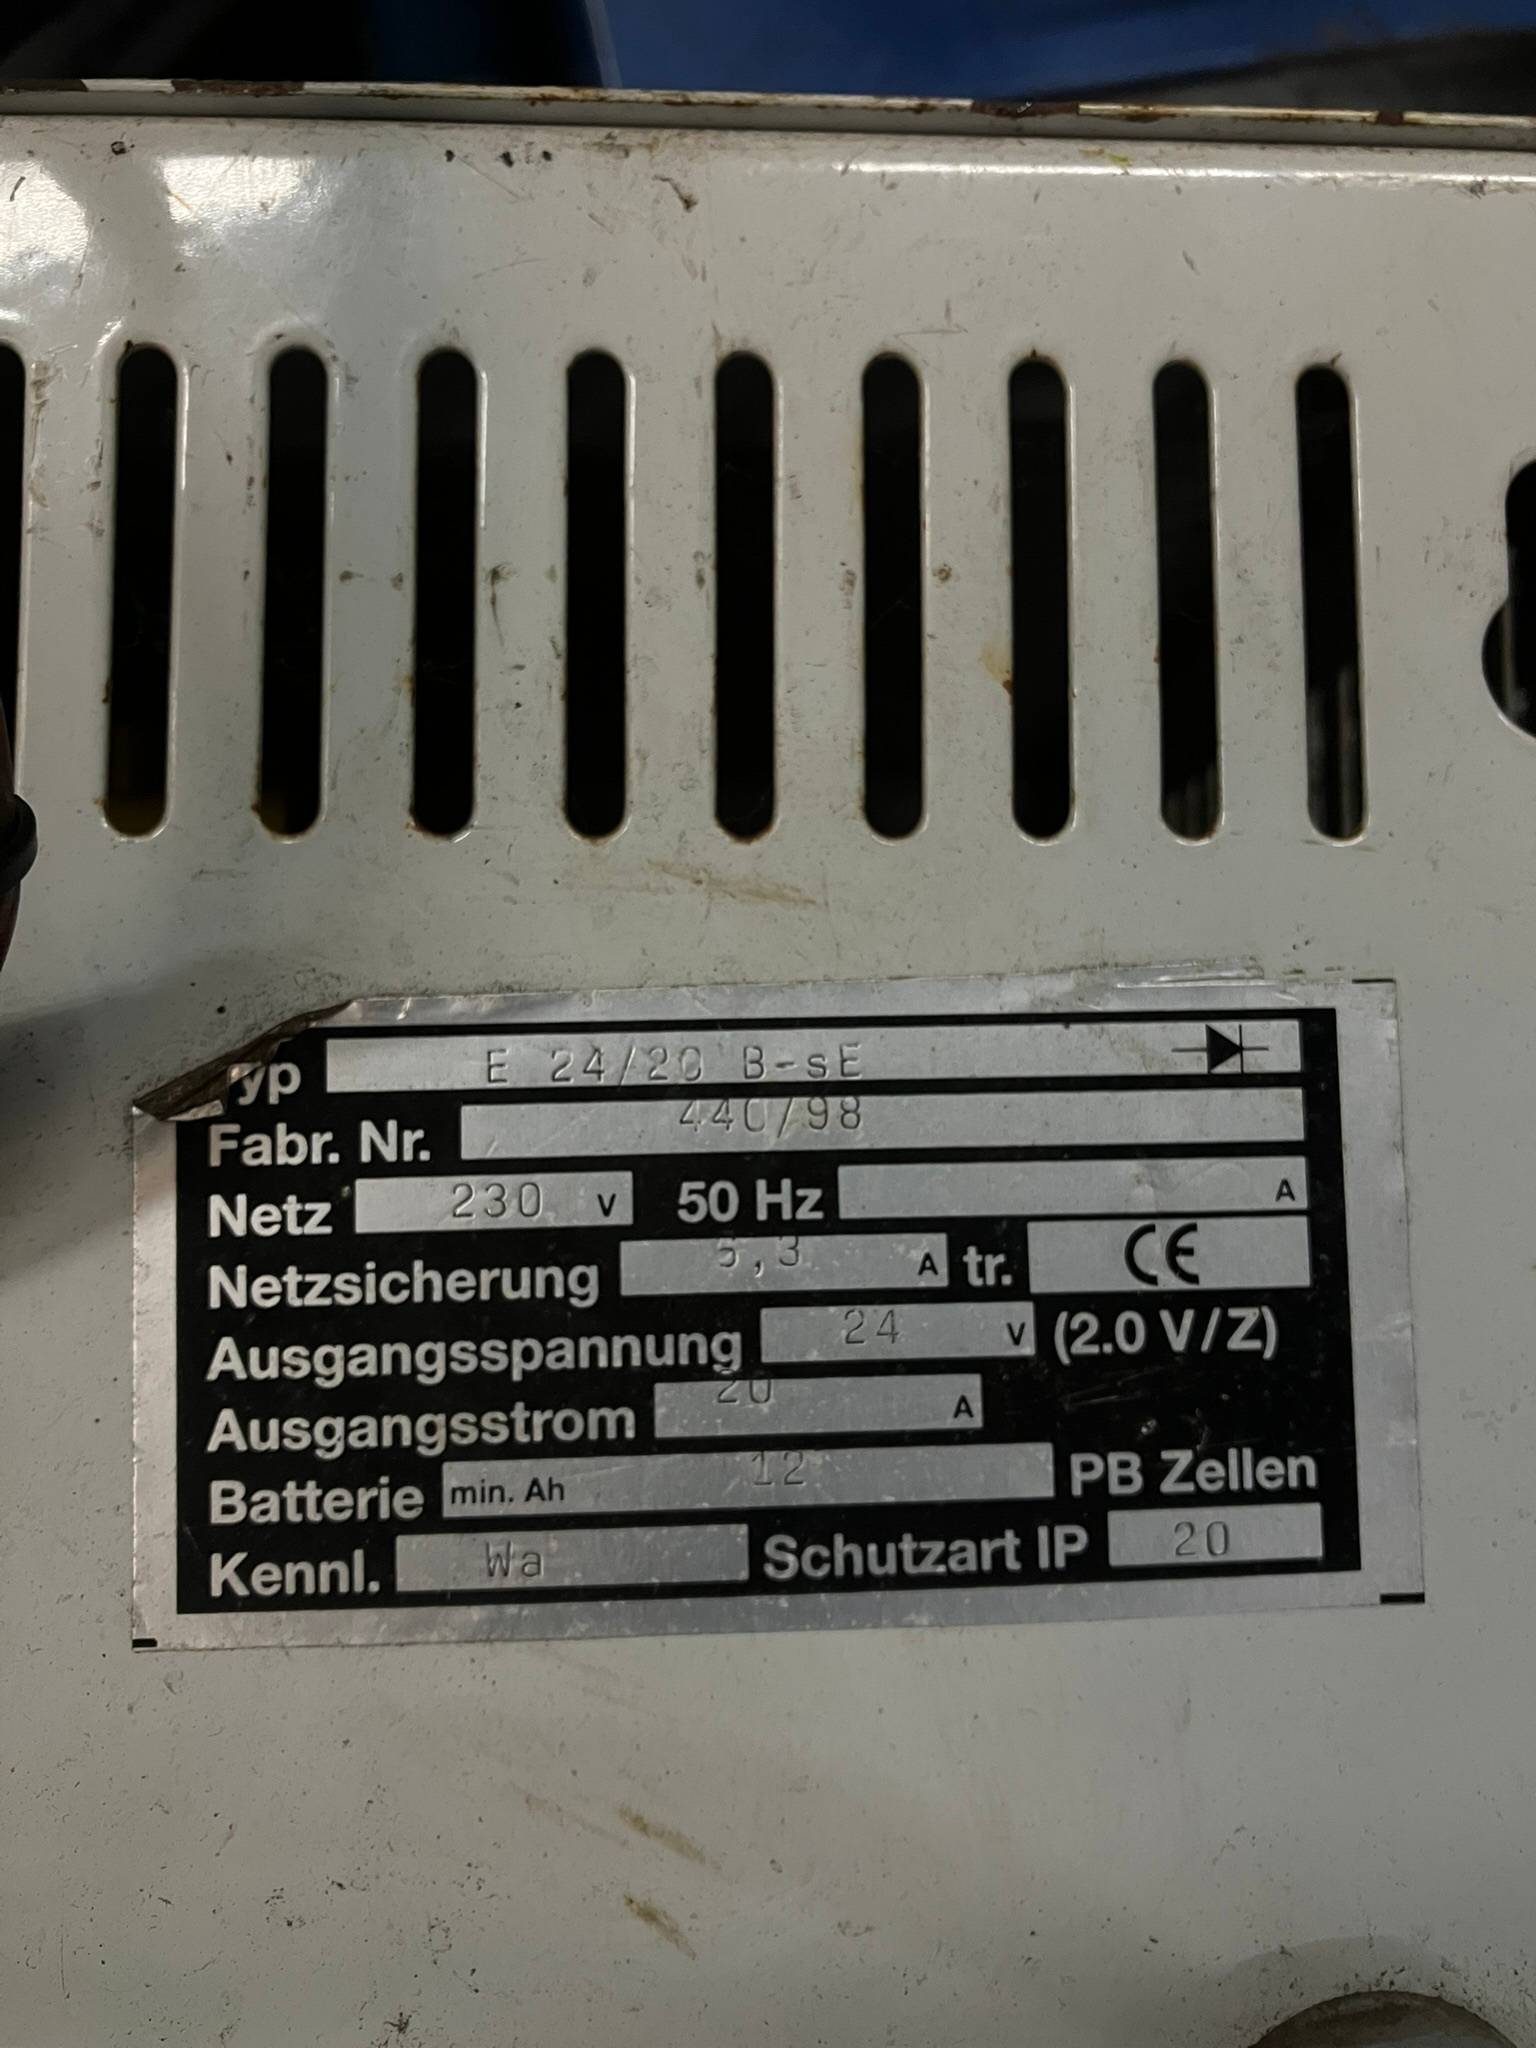 Typ E 24/20 B-sE
Fabr. Nr. 440/98
Netz 230 V 50 Hz A
Netzsicherung 6,3 A tr. CE
Ausgangsspannung 24 V (2.0 V/Z)
Ausgangsstrom 20 A
Batterie min. Ah 12 PB Zellen
Kennl. Wa Schutzart IP 20